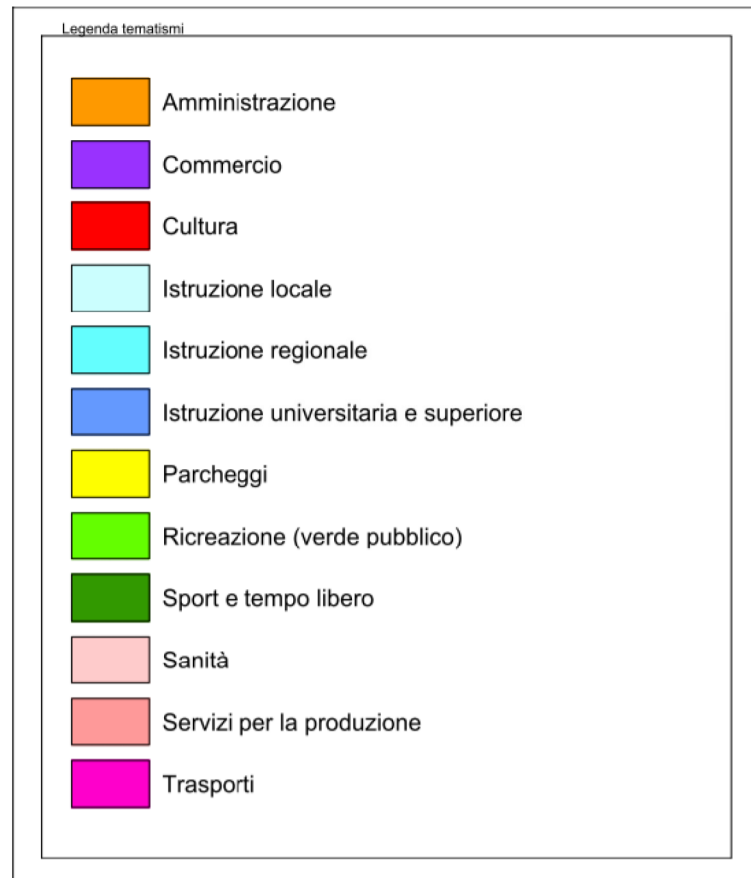 Legenda tematismi
Amministrazione
Commercio
Cultura
Istruzione locale
Istruzione regionale
Istruzione universitaria e superiore
Parcheggi
Ricreazione (verde pubblico)
Sport e tempo libero
Sanità
Servizi per la produzione
Trasporti